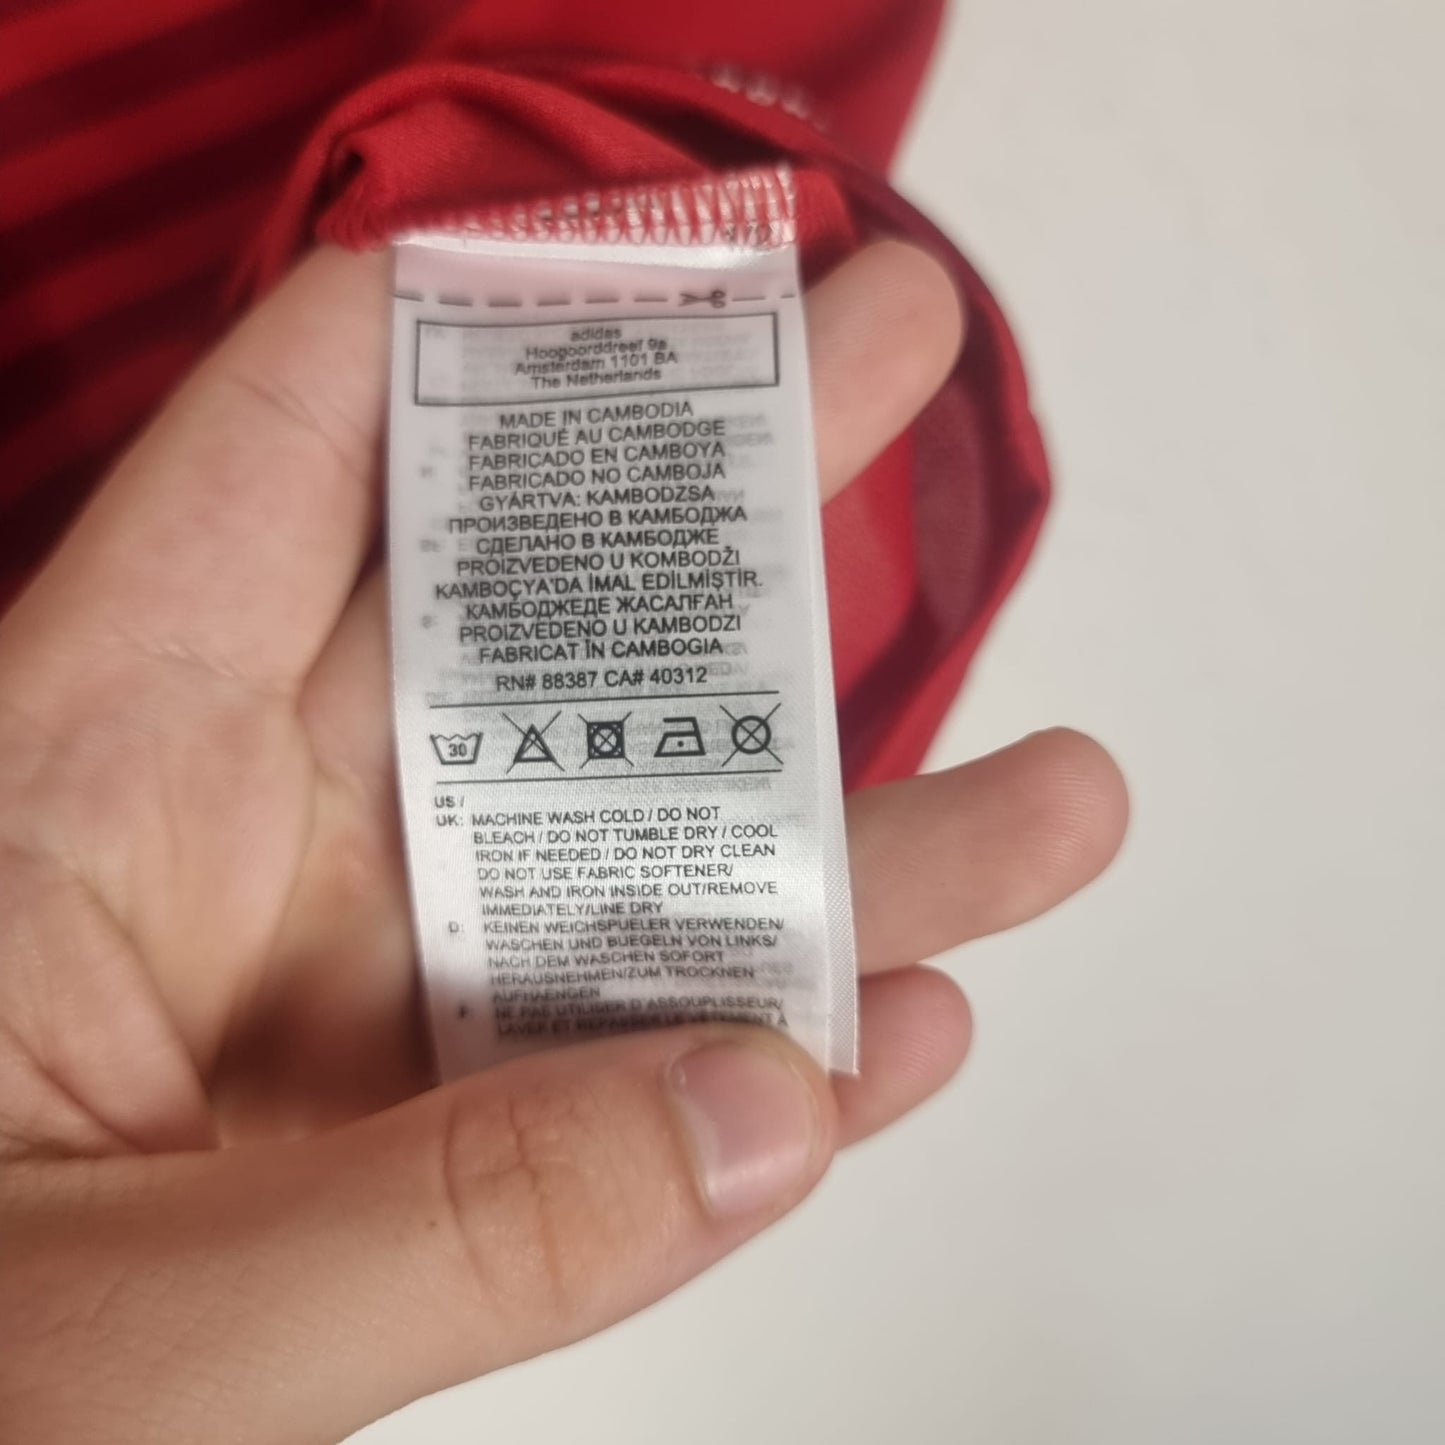 adidas
Hoogoorddreef 9a
Amsterdam 1101 BA
The Netherlands
MADE IN CAMBODIA
FABRIQUÉ AU CAMBODGE
FABRICADO EN CAMBOYA
FABRICADO NO CAMBOJA
GYÁRTVA: KAMBODZSA
ПРОИЗВЕДЕНО В КАМБОДЖА
СДЕЛАНО В КАМБОДЖЕ
PROIZVEDENO U KOMBODŽI
KAMBOÇYA'DA İMAL EDİLMİŞTİR.
КАМБОДЖЕДЕ ЖАСАЛҒАН
PROIZVEDENO U KAMBODZI
FABRICAT ÎN CAMBOGIA
RN# 88387 CA# 40312
30
US /
UK: MACHINE WASH COLD / DO NOT
BLEACH / DO NOT TUMBLE DRY / COOL
IRON IF NEEDED / DO NOT DRY CLEAN
DO NOT USE FABRIC SOFTENER/
WASH AND IRON INSIDE OUT/REMOVE
IMMEDIATELY/LINE DRY
D: KEINEN WEICHSPUELER VERWENDEN/
WASCHEN UND BUEGELN VON LINKS/
NACH DEM WASCHEN SOFORT
HERAUSNEHMEN/ZUM TROCKNEN
AUFHAENGEN
F: NE PAS UTILISER D'ASSOUPLISSEUR/
LAVER ET REPASSER LE VETEMENT A